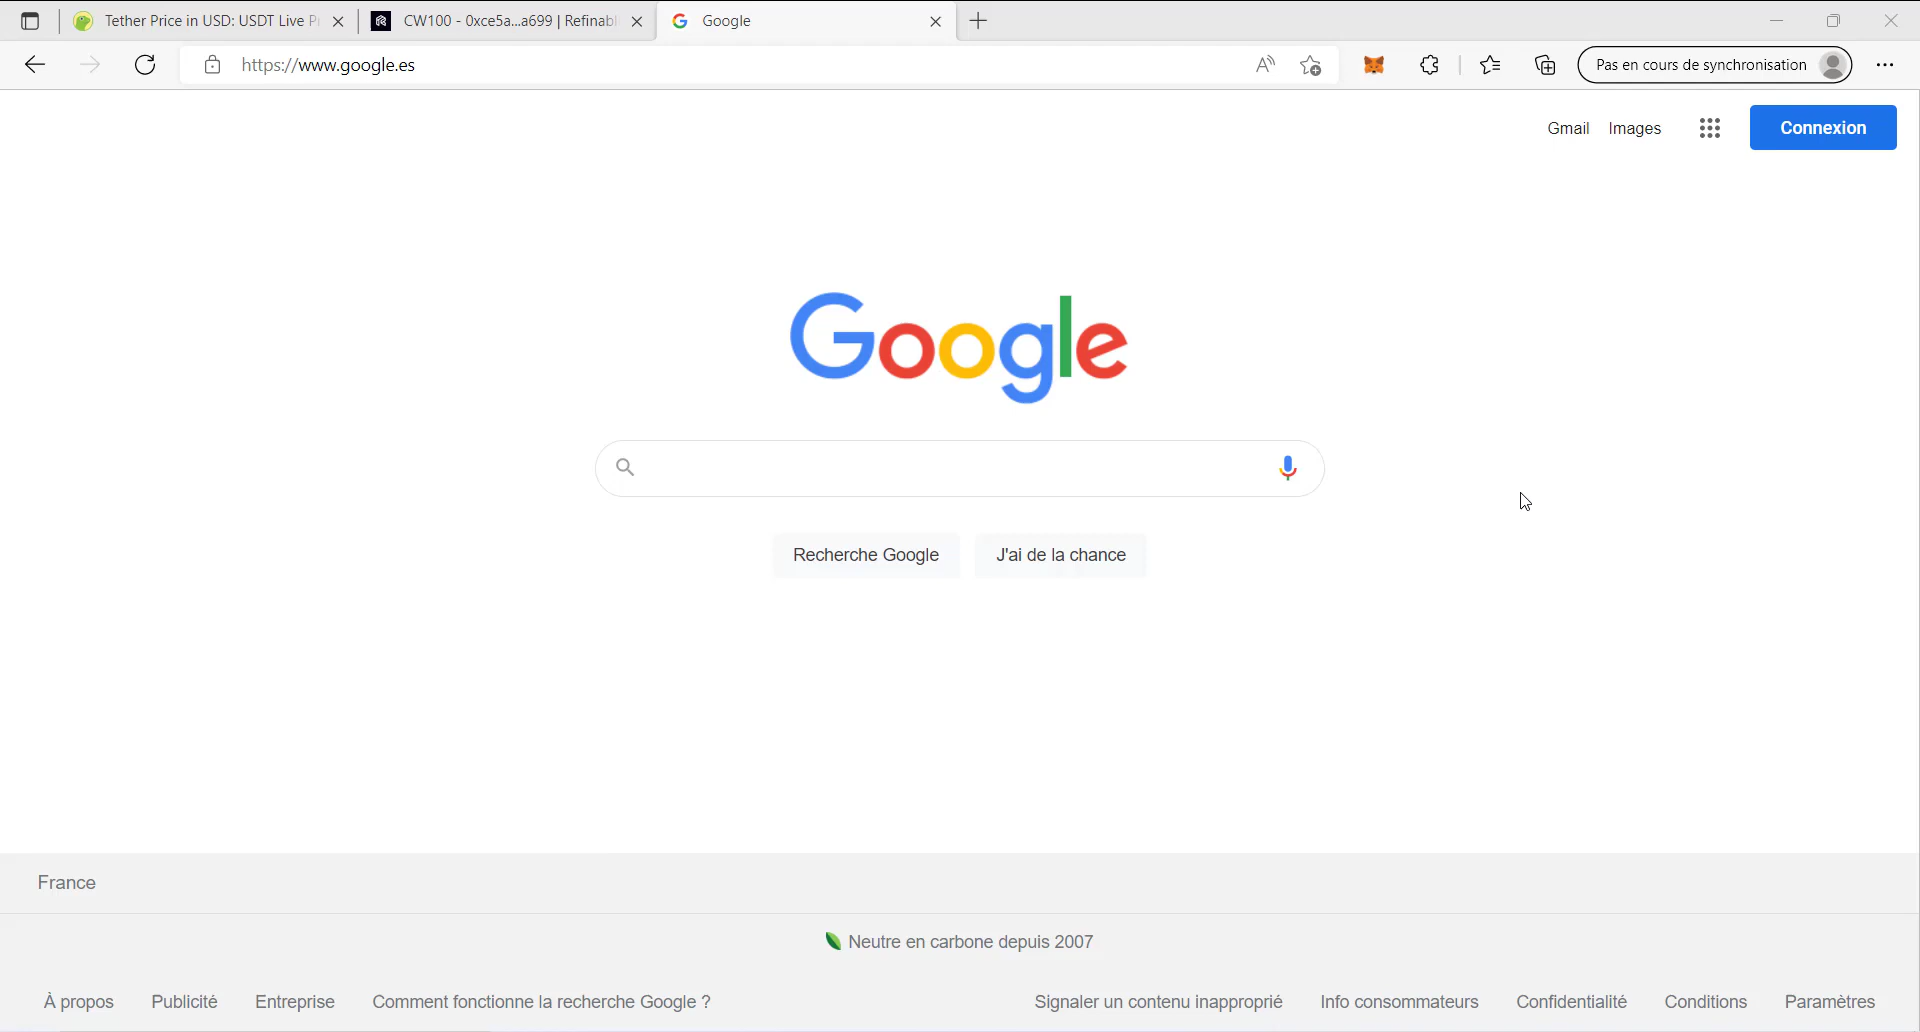 Tether Price in USD: USDT Live P
CW100 - 0xce5a...a699 | Refinabl
Google
https://www.google.es
Pas en cours de synchronisation
Gmail
Images
Connexion
Google
Recherche Google
J'ai de la chance
France
Neutre en carbone depuis 2007
À propos
Publicité
Entreprise
Comment fonctionne la recherche Google ?
Signaler un contenu inapproprié
Info consommateurs
Confidentialité
Conditions
Paramètres